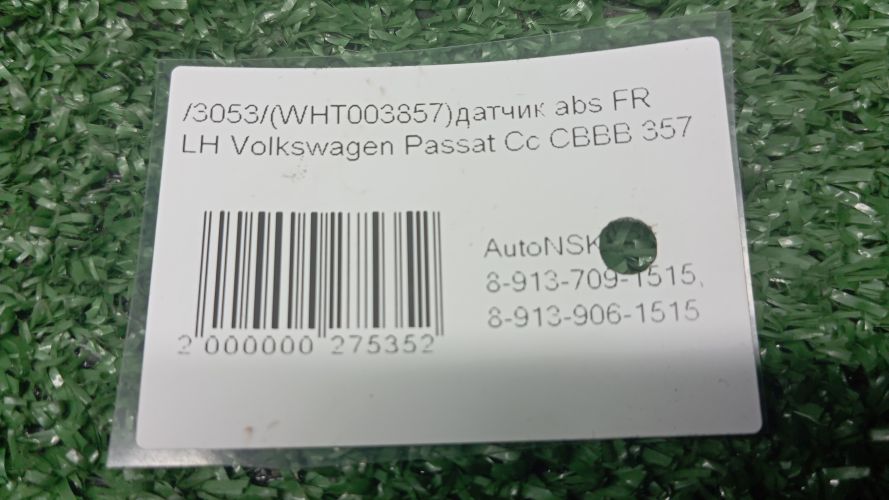 /3053/(WHT003857)датчик abs FR
LH Volkswagen Passat Cc CBBB 357
AutoNSK
8-913-709-1515,
8-913-906-1515
2 000000 275352